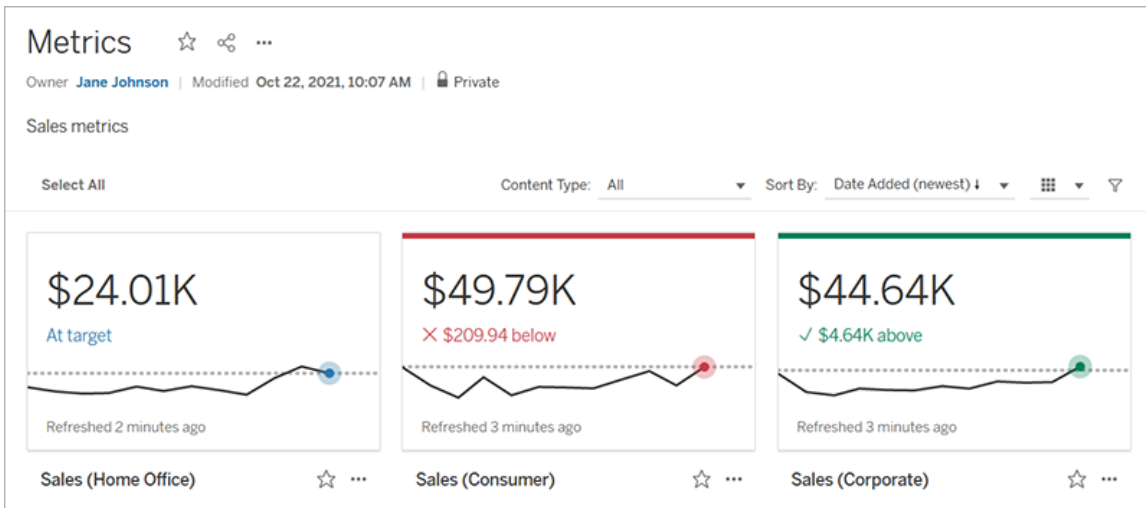 Metrics
Owner Jane Johnson | Modified Oct 22, 2021, 10:07 AM | Private
Sales metrics
Select All Content Type: All Sort By: Date Added (newest) ↓
$24.01K
At target
Refreshed 2 minutes ago
Sales (Home Office)
$49.79K
$209.94 below
Refreshed 3 minutes ago
Sales (Consumer)
$44.64K
$4.64K above
Refreshed 3 minutes ago
Sales (Corporate)